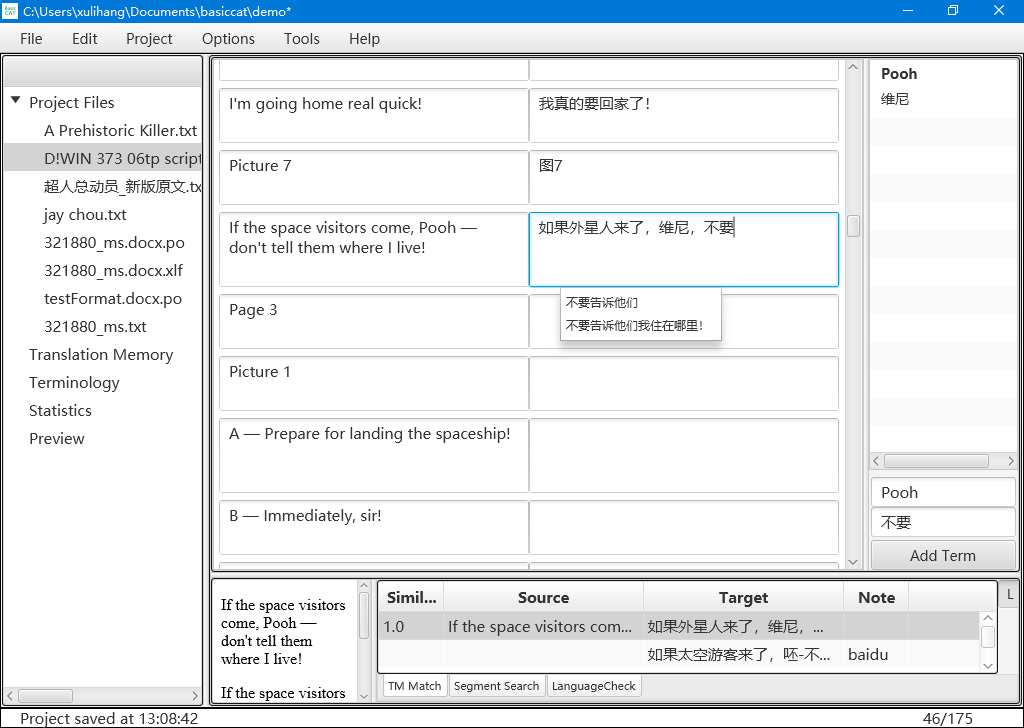 Basic CAT
C:\Users\xulihang\Documents\basiccat\demo*
File Edit Project Options Tools Help
Project Files
A Prehistoric Killer.txt
D!WIN 373 06tp script
超人总动员_新版原文.tx
jay chou.txt
321880_ms.docx.po
321880_ms.docx.xlf
testFormat.docx.po
321880_ms.txt
Translation Memory
Terminology
Statistics
Preview
I'm going home real quick!
我真的要回家了!
Picture 7
图7
If the space visitors come, Pooh —
don't tell them where I live!
如果外星人来了，维尼，不要
不要告诉他们
不要告诉他们我住在哪里!
Page 3
Picture 1
A — Prepare for landing the spaceship!
B — Immediately, sir!
Pooh
维尼
Pooh
不要
Add Term
If the space visitors
come, Pooh —
don't tell them
where I live!
If the space visitors
Simil... Source Target Note
1.0 If the space visitors com... 如果外星人来了，维尼，...
如果太空游客来了，呸-不... baidu
L
TM Match Segment Search LanguageCheck
Project saved at 13:08:42
46/175